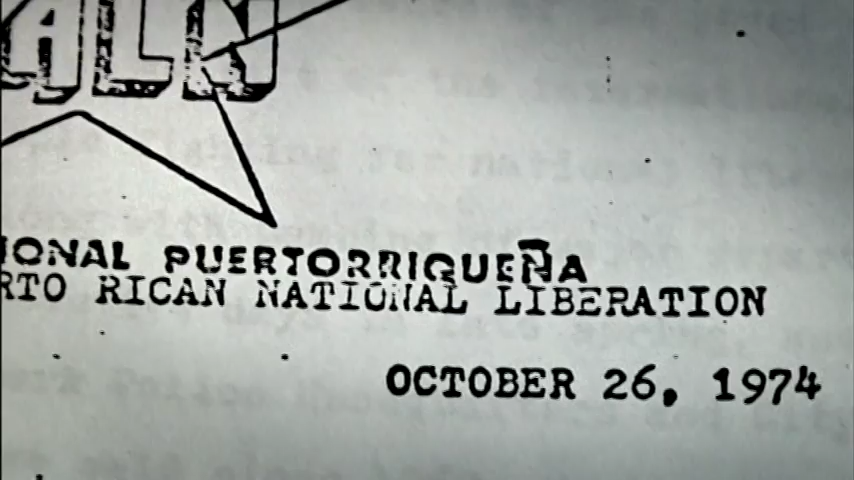 ALN
IONAL PUERTORRIQUEÑA
RTO RICAN NATIONAL LIBERATION
OCTOBER 26, 1974